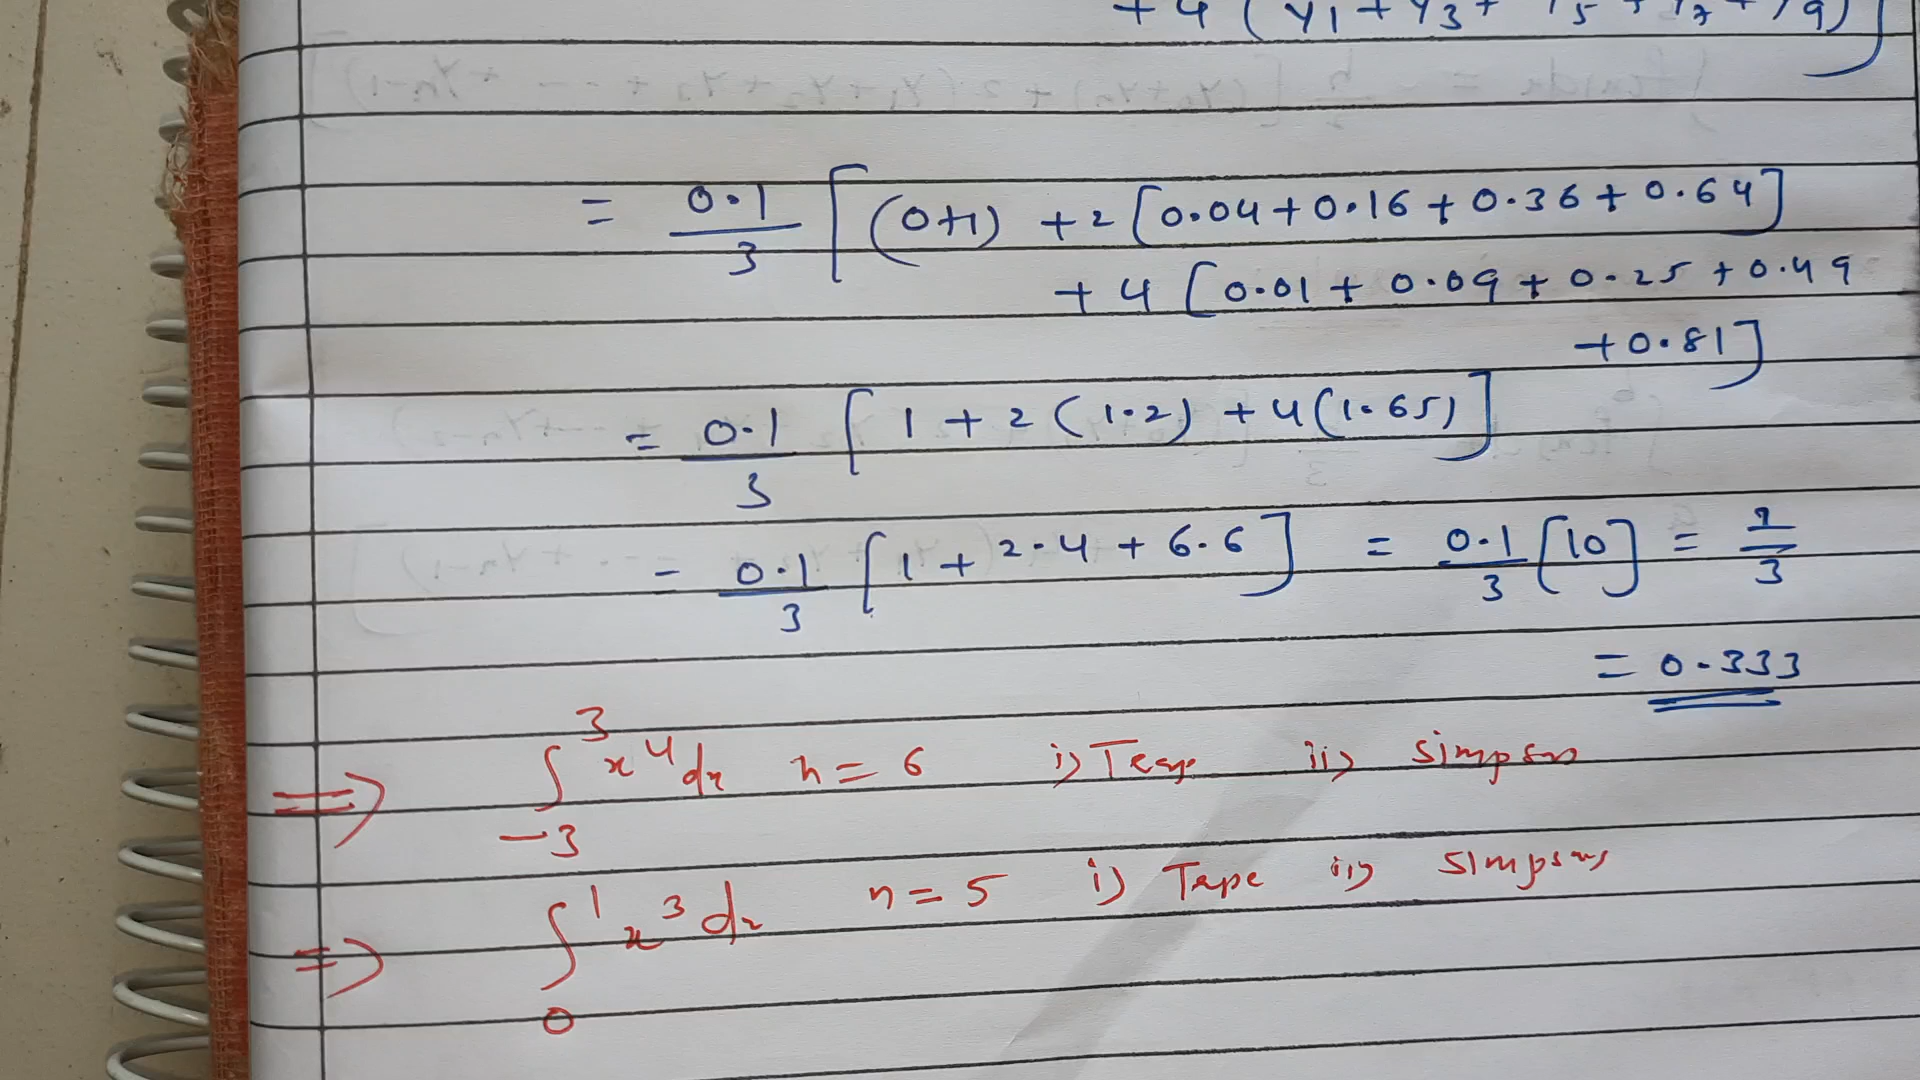 + 4 ( y1 + y3 + y5 + y7 + y9) ]
= 0.1/3 [ (0+1) + 2 [0.04 + 0.16 + 0.36 + 0.64]
+ 4 [0.01 + 0.09 + 0.25 + 0.49
+ 0.81]
= 0.1/3 [ 1 + 2 (1.2) + 4 (1.65) ]
= 0.1/3 [ 1 + 2.4 + 6.6 ] = 0.1/3 [10] = 1/3
= 0.333
⇒ ∫_{-3}^{3} x^4 dx n = 6 i) Trap ii) Simpson
⇒ ∫_{0}^{1} x^3 dx n = 5 i) Trape ii) Simpsons